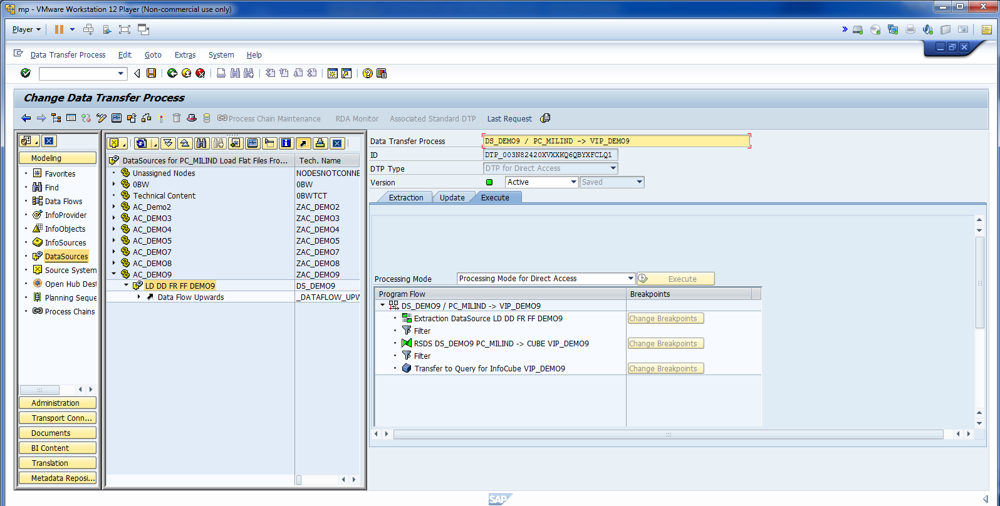 mp - VMware Workstation 12 Player (Non-commercial use only)
Player
Data Transfer Process Edit Goto Extras System Help
Change Data Transfer Process
Process Chain Maintenance RDA Monitor Associated Standard DTP Last Request
Modeling
Favorites
Find
Data Flows
InfoProvider
InfoObjects
InfoSources
DataSources
Source System
Open Hub Dest
Planning Seque
Process Chains
Administration
Transport Conn...
Documents
BI Content
Translation
Metadata Reposi...
DataSources for PC_MILIND Load Flat Files Fro... Tech. Name
Unassigned Nodes NODESNOTCONNE
0BW 0BW
Technical Content 0BWTCT
AC_Demo2 ZAC_DEMO2
AC_DEMO3 ZAC_DEMO3
AC_DEMO4 ZAC_DEMO4
AC_DEMO5 ZAC_DEMO5
AC_DEMO7 ZAC_DEMO7
AC_DEMO8 ZAC_DEMO8
AC_DEMO9 ZAC_DEMO9
LD DD FR FF DEMO9 DS_DEMO9
Data Flow Upwards _DATAFLOW_UPW
Data Transfer Process DS_DEMO9 / PC_MILIND -> VIP_DEMO9
ID DTP_003N82420XVXXKQ6QBYXFCLQ1
DTP Type DTP for Direct Access
Version Active Saved
Extraction Update Execute
Processing Mode Processing Mode for Direct Access Execute
Program Flow Breakpoints
DS_DEMO9 / PC_MILIND -> VIP_DEMO9
Extraction DataSource LD DD FR FF DEMO9 Change Breakpoints
Filter
RSDS DS_DEMO9 PC_MILIND -> CUBE VIP_DEMO9 Change Breakpoints
Filter
Transfer to Query for InfoCube VIP_DEMO9 Change Breakpoints
SAP